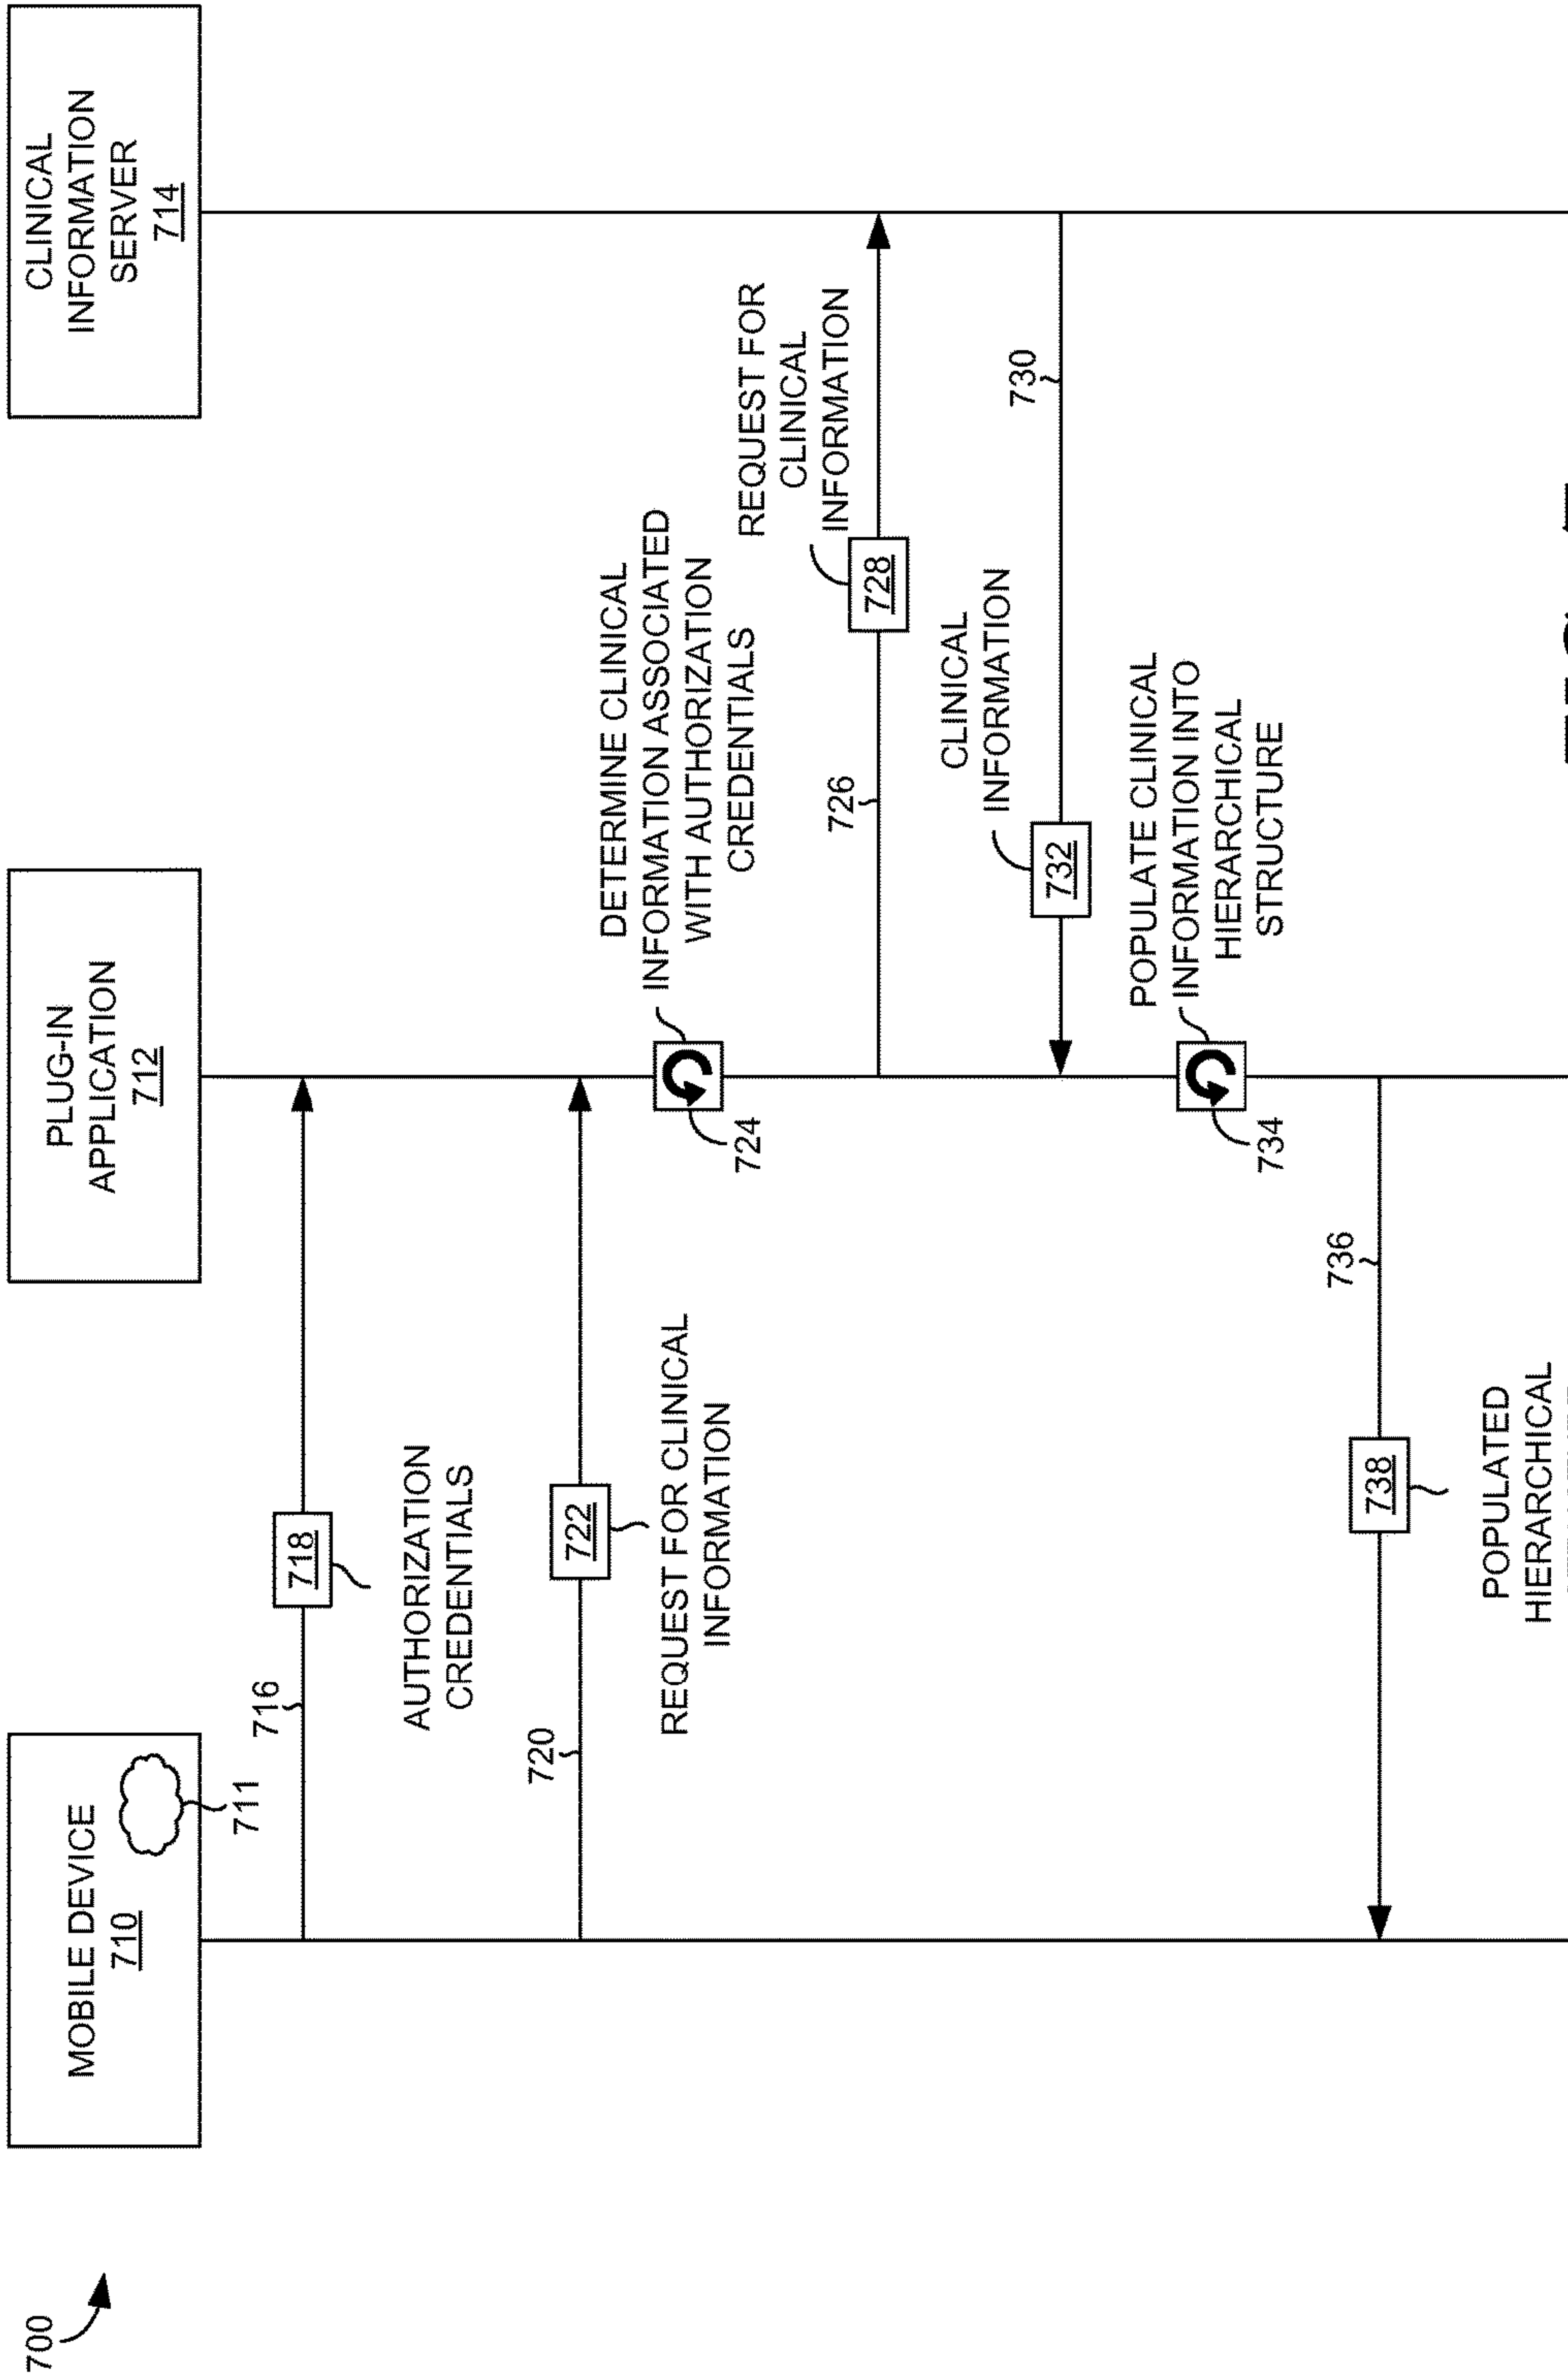 700
MOBILE DEVICE
710
711
PLUG-IN
APPLICATION
712
CLINICAL
INFORMATION
SERVER
714
716
718
AUTHORIZATION
CREDENTIALS
720
722
REQUEST FOR CLINICAL
INFORMATION
724
DETERMINE CLINICAL
INFORMATION ASSOCIATED
WITH AUTHORIZATION
CREDENTIALS
726
728
REQUEST FOR
CLINICAL
INFORMATION
730
732
CLINICAL
INFORMATION
734
POPULATE CLINICAL
INFORMATION INTO
HIERARCHICAL
STRUCTURE
736
738
POPULATED
HIERARCHICAL